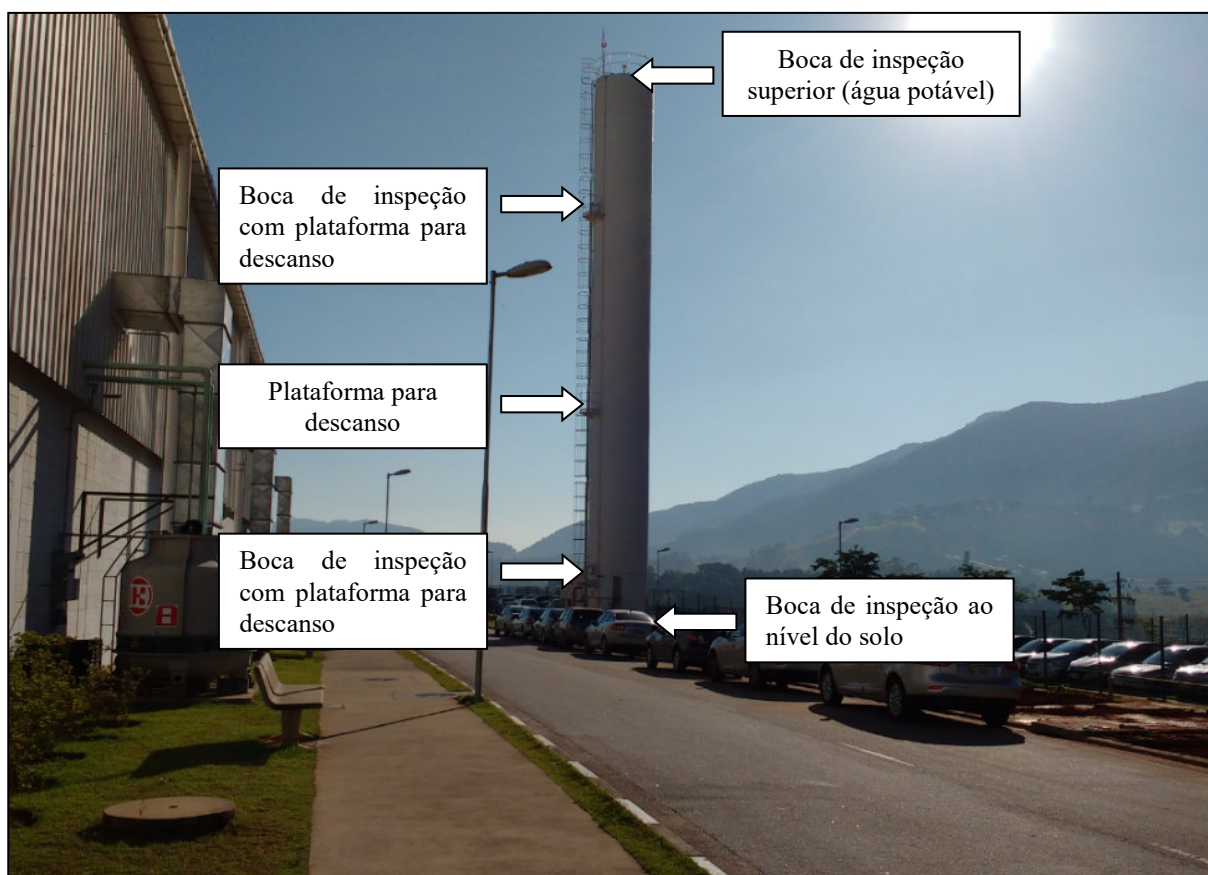 Boca de inspeção
superior (água potável)
Boca de inspeção
com plataforma para
descanso
Plataforma para
descanso
Boca de inspeção
com plataforma para
descanso
Boca de inspeção ao
nível do solo